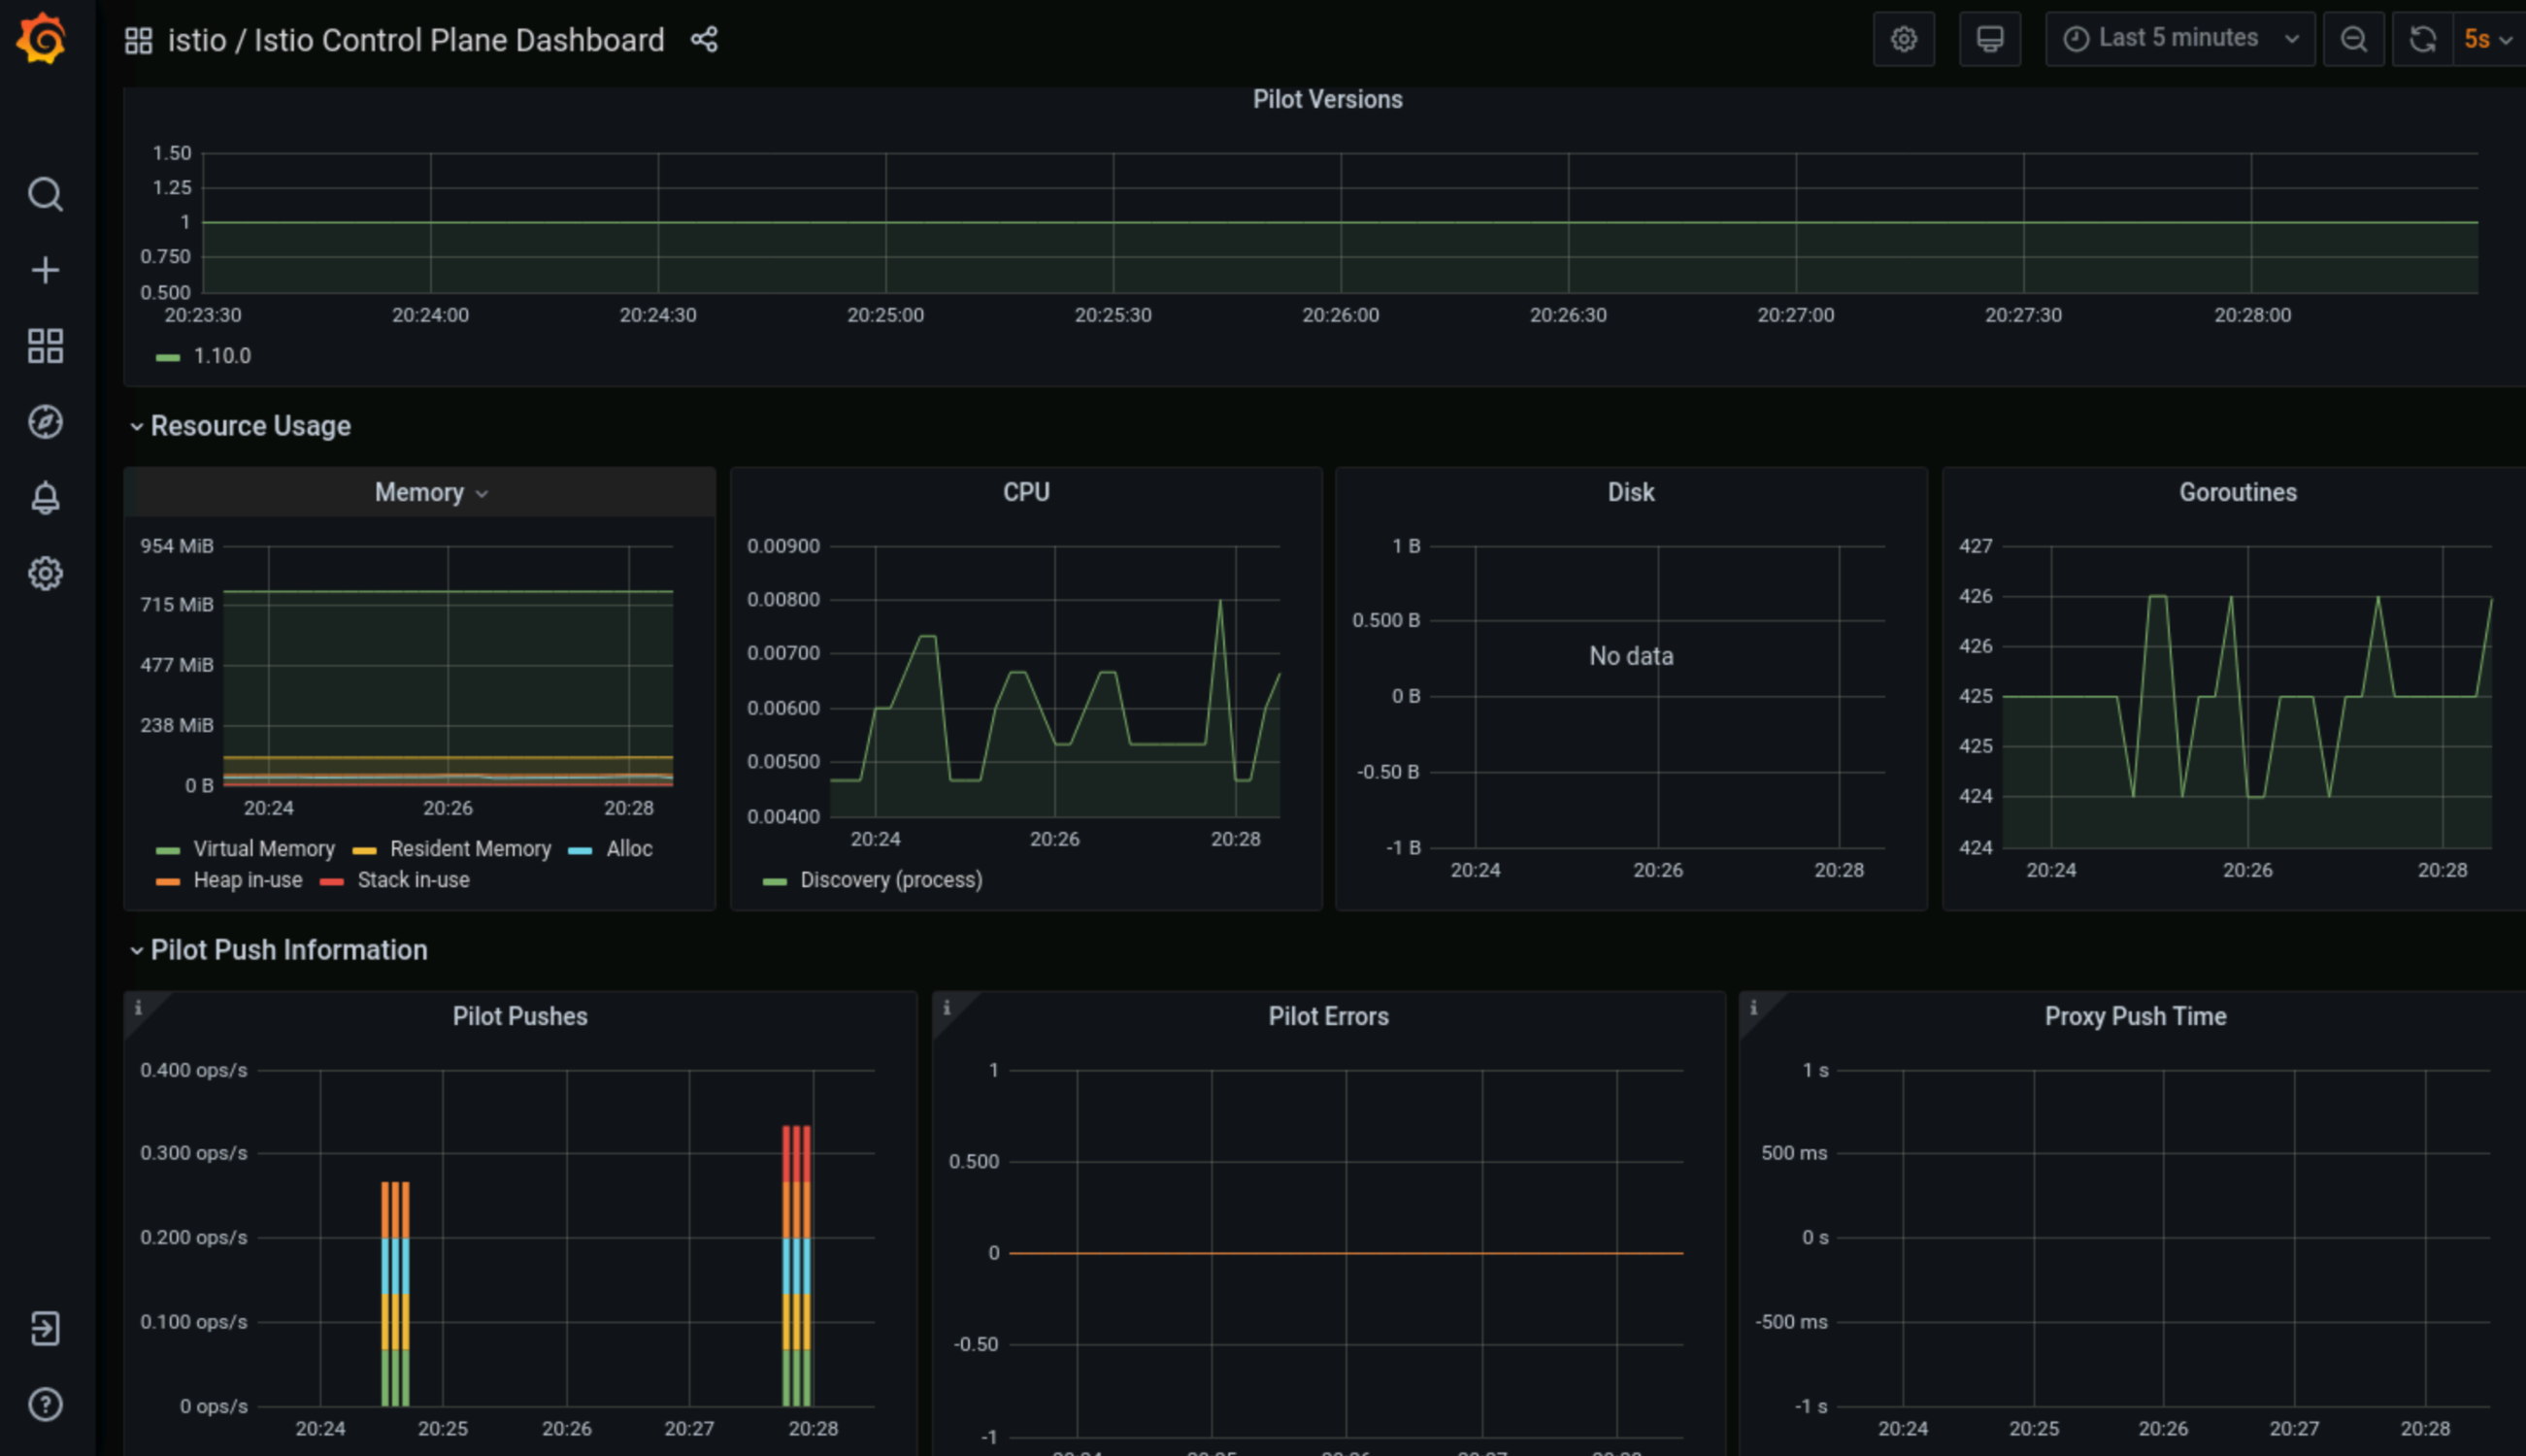 istio / Istio Control Plane Dashboard
Last 5 minutes
5s
Pilot Versions
1.50
1.25
1
0.750
0.500
20:23:30 20:24:00 20:24:30 20:25:00 20:25:30 20:26:00 20:26:30 20:27:00 20:27:30 20:28:00
1.10.0
Resource Usage
Memory
954 MiB
715 MiB
477 MiB
238 MiB
0 B
20:24 20:26 20:28
Virtual Memory Resident Memory Alloc
Heap in-use Stack in-use
CPU
0.00900
0.00800
0.00700
0.00600
0.00500
0.00400
20:24 20:26 20:28
Discovery (process)
Disk
1 B
0.500 B
No data
0 B
-0.50 B
-1 B
20:24 20:26 20:28
Goroutines
427
426
426
425
425
424
424
20:24 20:26 20:28
Pilot Push Information
i
Pilot Pushes
0.400 ops/s
0.300 ops/s
0.200 ops/s
0.100 ops/s
0 ops/s
20:24 20:25 20:26 20:27 20:28
i
Pilot Errors
1
0.500
0
-0.50
-1
i
Proxy Push Time
1 s
500 ms
0 s
-500 ms
-1 s
20:24 20:25 20:26 20:27 20:28